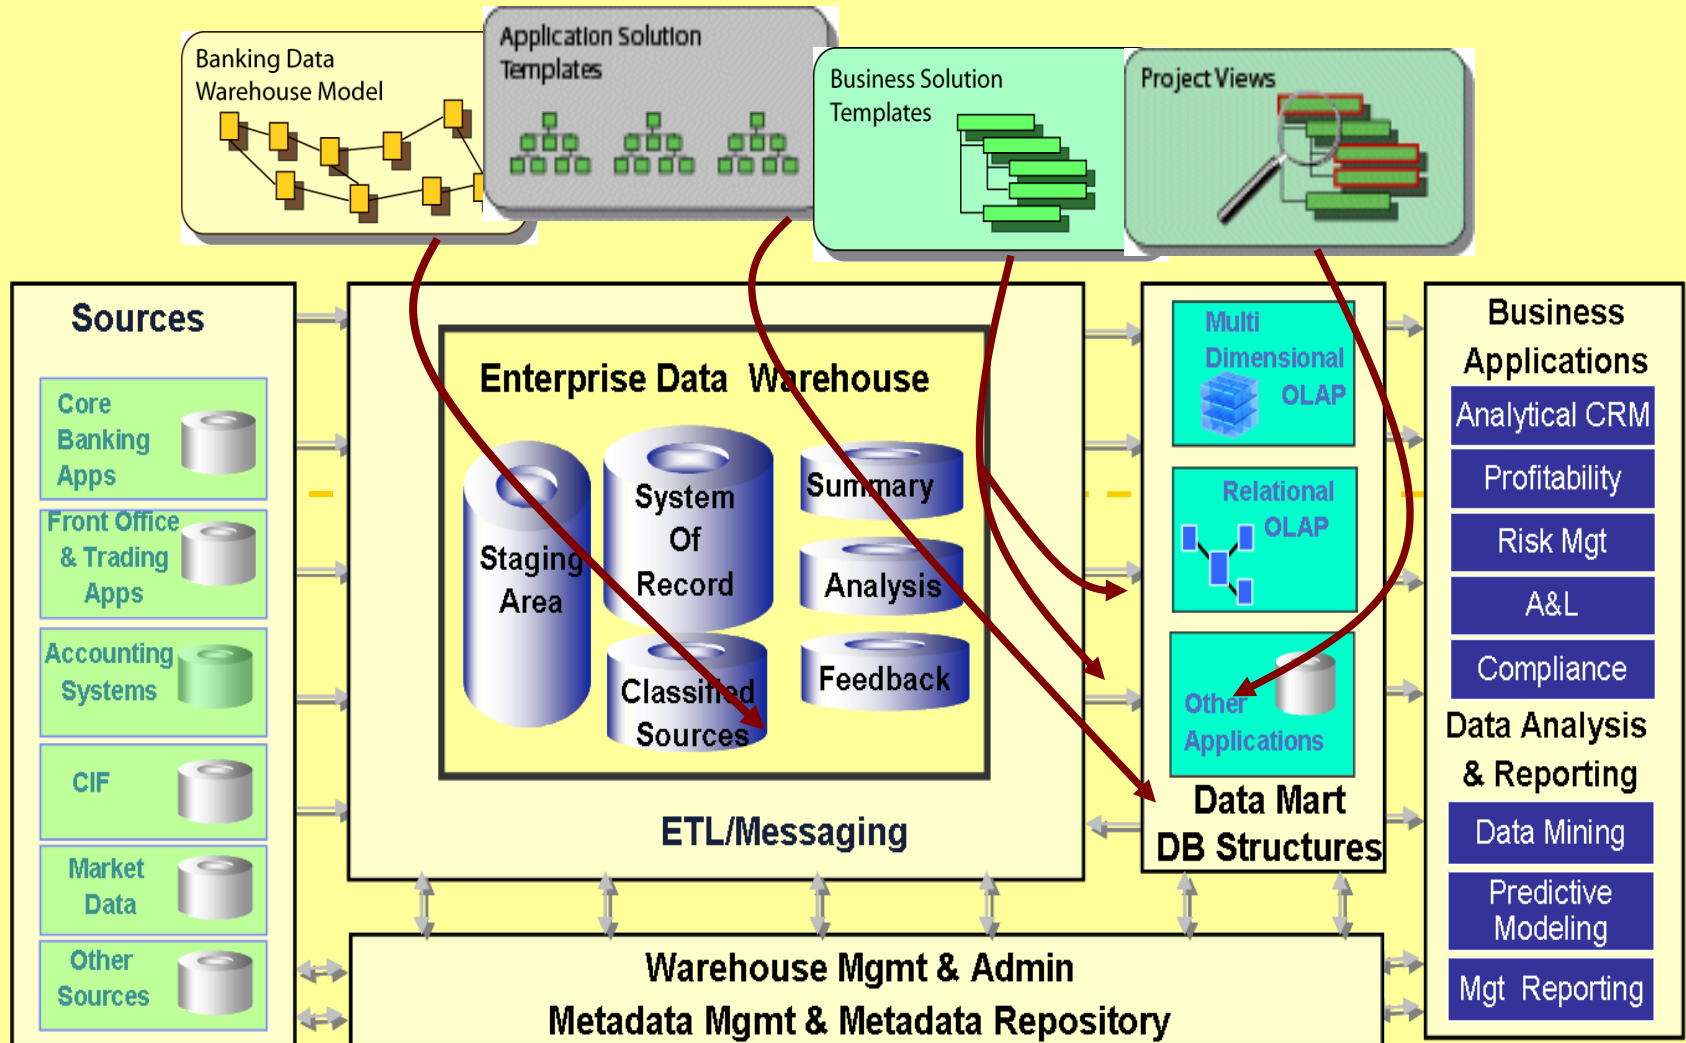 Banking Data
Warehouse Model
Application Solution
Templates
Business Solution
Templates
Project Views
Sources
Core
Banking
Apps
Front Office
& Trading
Apps
Accounting
Systems
CIF
Market
Data
Other
Sources
Enterprise Data Warehouse
Staging
Area
System
Of
Record
Classified
Sources
Summary
Analysis
Feedback
ETL/Messaging
Multi
Dimensional
OLAP
Relational
OLAP
Other
Applications
Data Mart
DB Structures
Business
Applications
Analytical CRM
Profitability
Risk Mgt
A&L
Compliance
Data Analysis
& Reporting
Data Mining
Predictive
Modeling
Mgt Reporting
Warehouse Mgmt & Admin
Metadata Mgmt & Metadata Repository